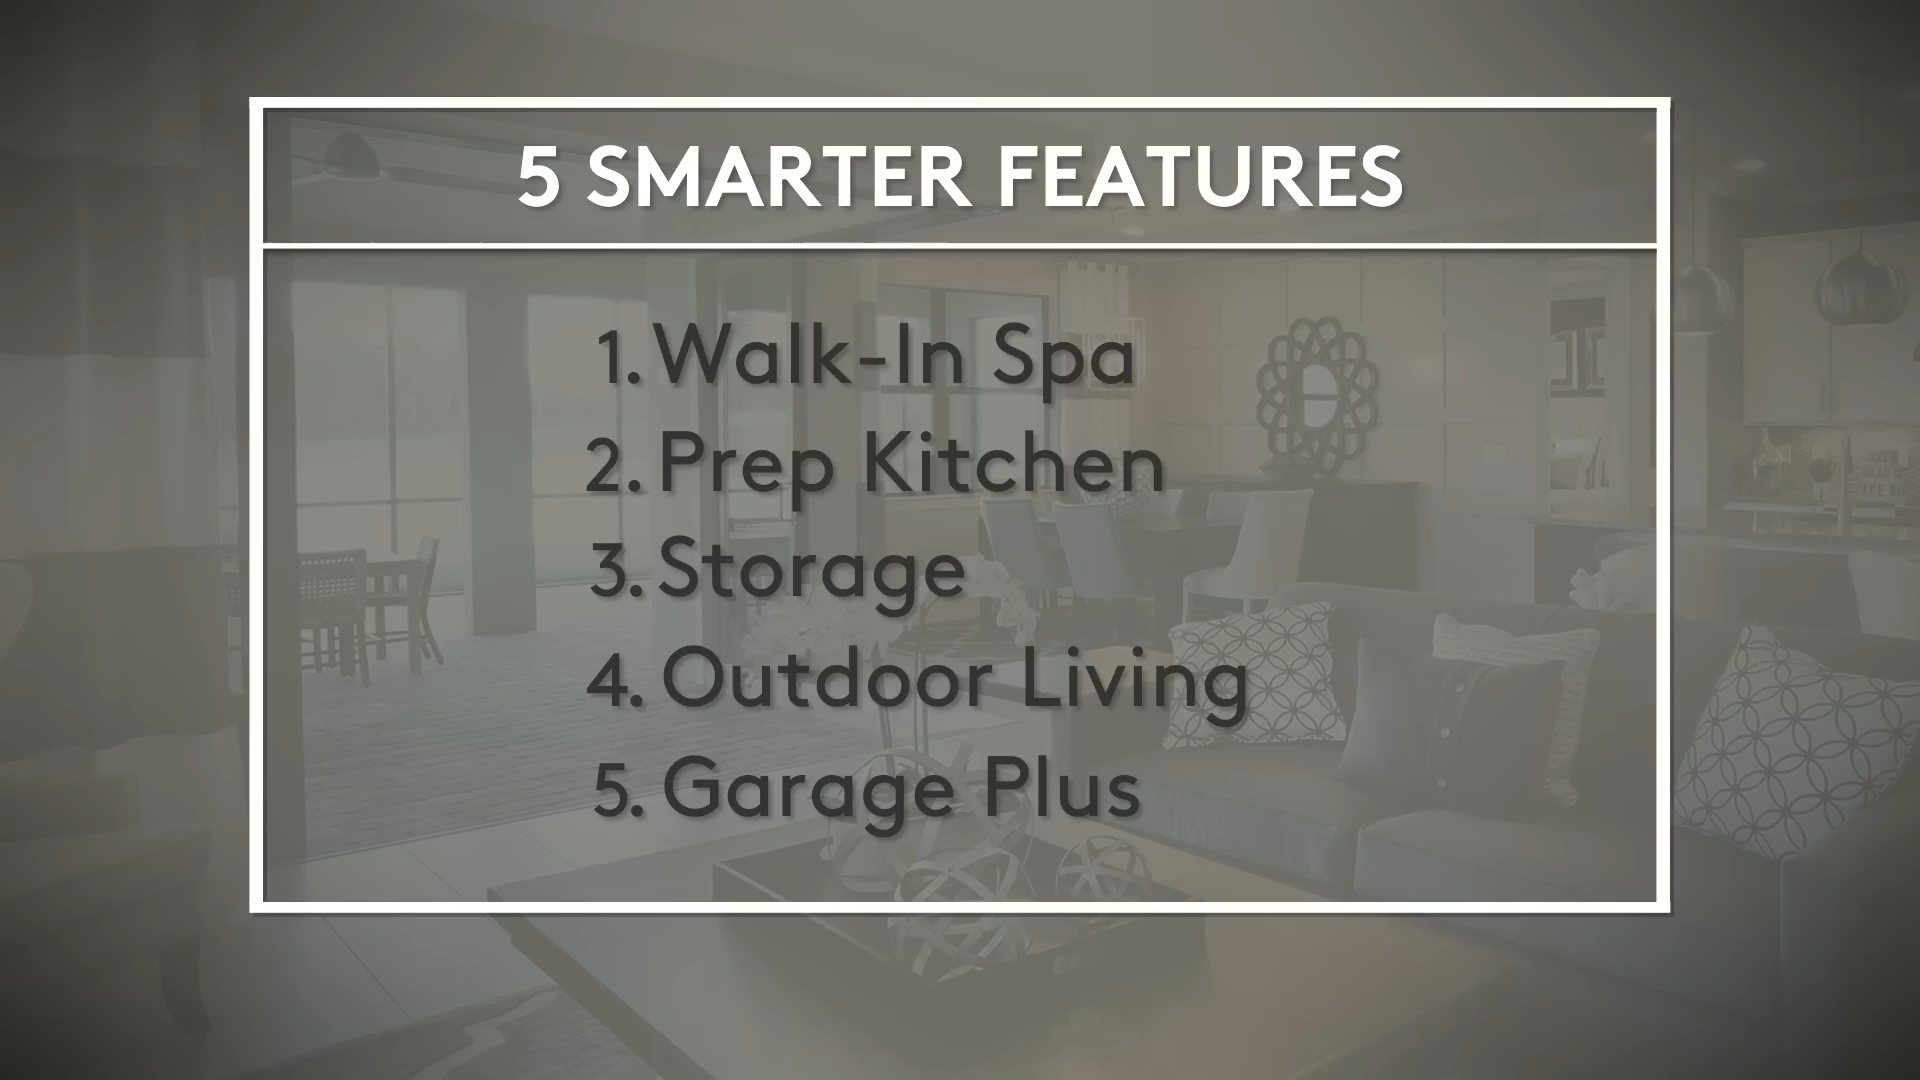 5 SMARTER FEATURES
1. Walk-In Spa
2. Prep Kitchen
3. Storage
4. Outdoor Living
5. Garage Plus